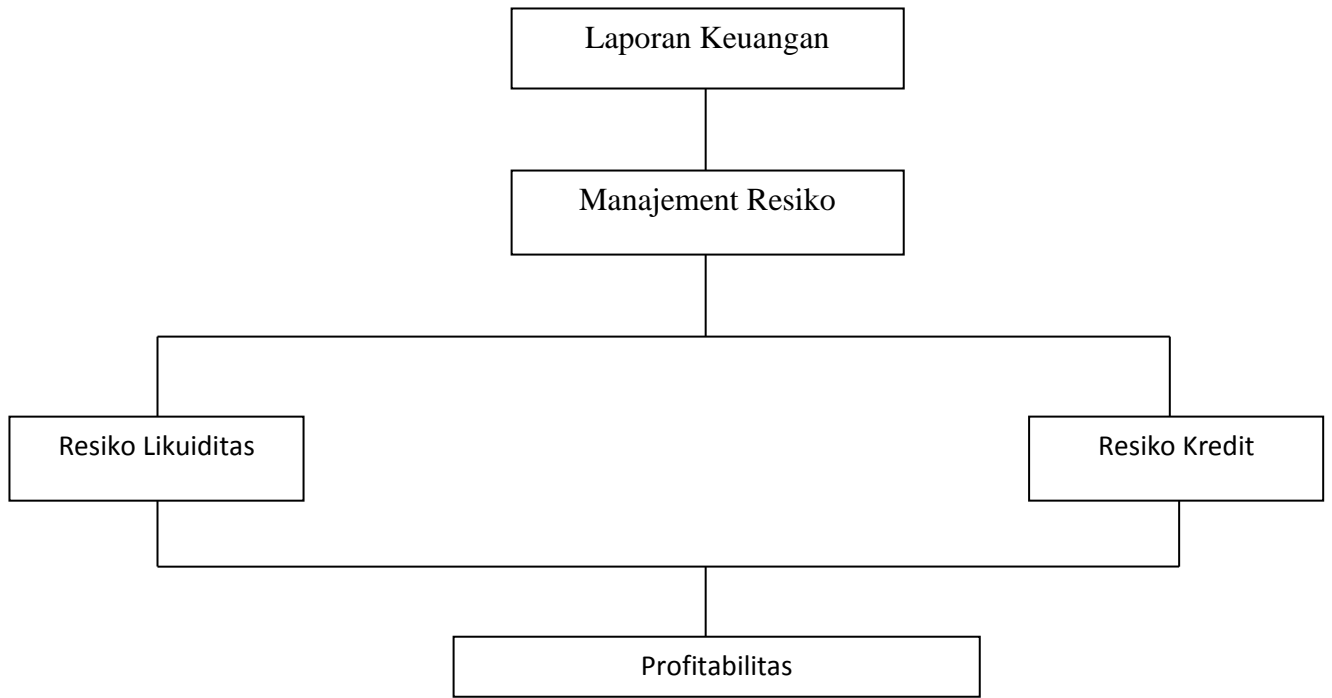 Laporan Keuangan
Manajement Resiko
Resiko Likuiditas
Resiko Kredit
Profitabilitas